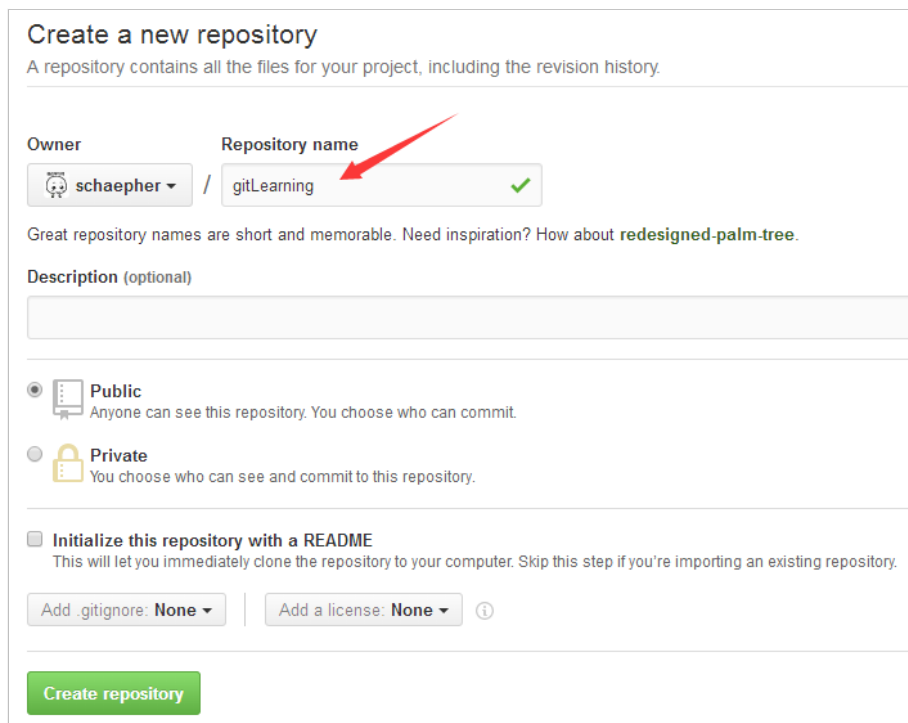 Create a new repository
A repository contains all the files for your project, including the revision history.
Owner Repository name
schaepher / gitLearning
Great repository names are short and memorable. Need inspiration? How about redesigned-palm-tree.
Description (optional)
Public
Anyone can see this repository. You choose who can commit.
Private
You choose who can see and commit to this repository.
Initialize this repository with a README
This will let you immediately clone the repository to your computer. Skip this step if you're importing an existing repository.
Add .gitignore: None Add a license: None
Create repository